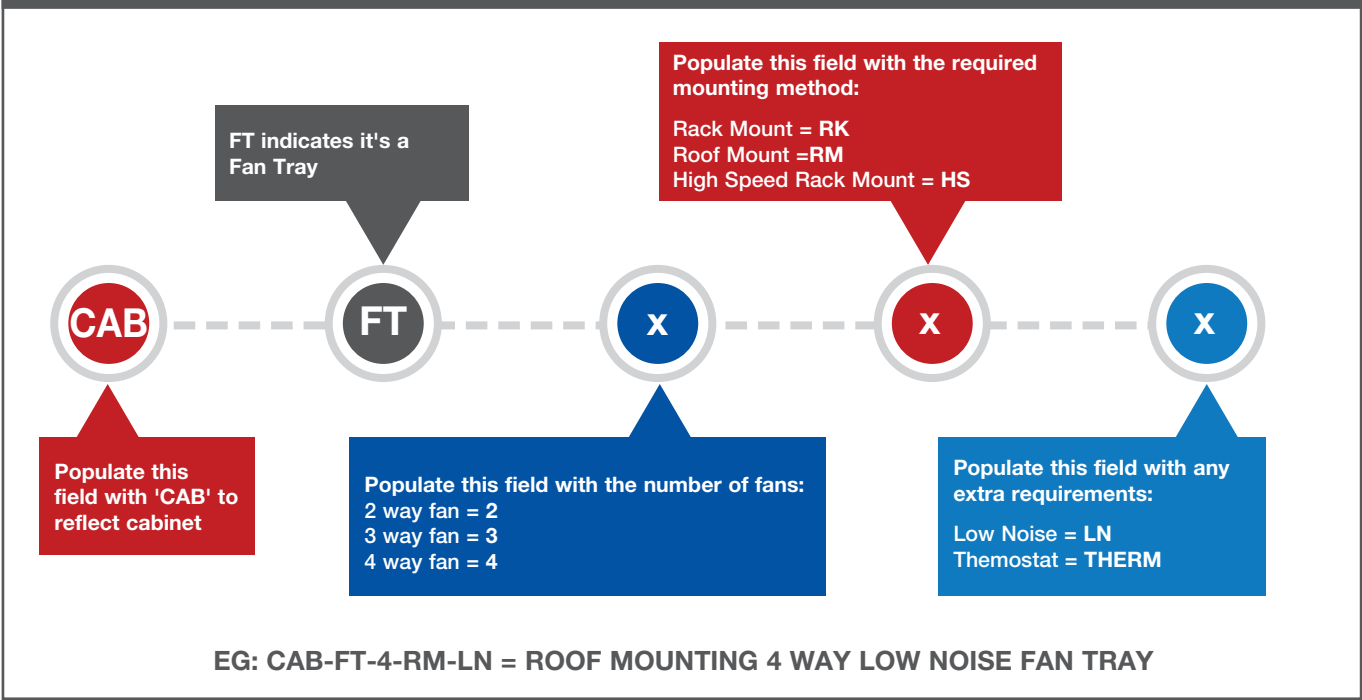 Populate this field with the required
mounting method:
Rack Mount = RK
Roof Mount =RM
High Speed Rack Mount = HS
FT indicates it's a
Fan Tray
CAB
FT
x
x
x
Populate this
field with 'CAB' to
reflect cabinet
Populate this field with the number of fans:
2 way fan = 2
3 way fan = 3
4 way fan = 4
Populate this field with any
extra requirements:
Low Noise = LN
Themostat = THERM
EG: CAB-FT-4-RM-LN = ROOF MOUNTING 4 WAY LOW NOISE FAN TRAY